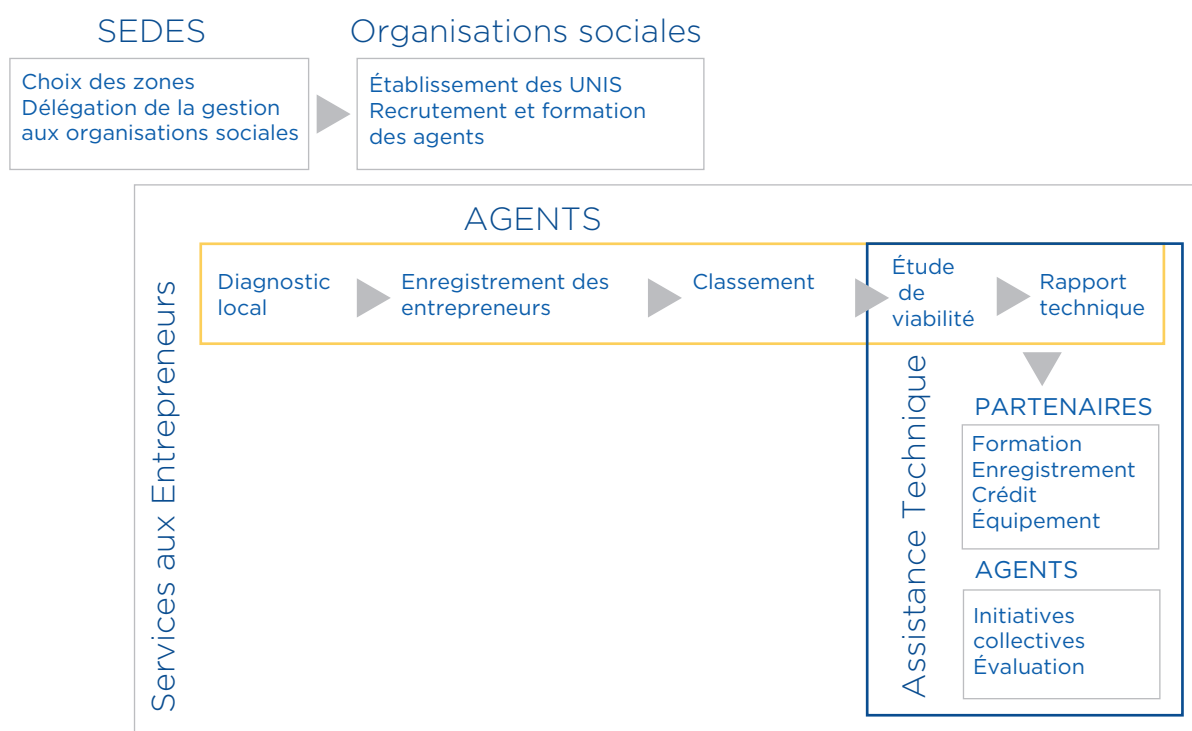 SEDES
Choix des zones
Délégation de la gestion
aux organisations sociales
Organisations sociales
Établissement des UNIS
Recrutement et formation
des agents
Services aux Entrepreneurs
AGENTS
Diagnostic
local
Enregistrement des
entrepreneurs
Classement
Étude
de
viabilité
Rapport
technique
Assistance Technique
PARTENAIRES
Formation
Enregistrement
Crédit
Équipement
AGENTS
Initiatives
collectives
Évaluation